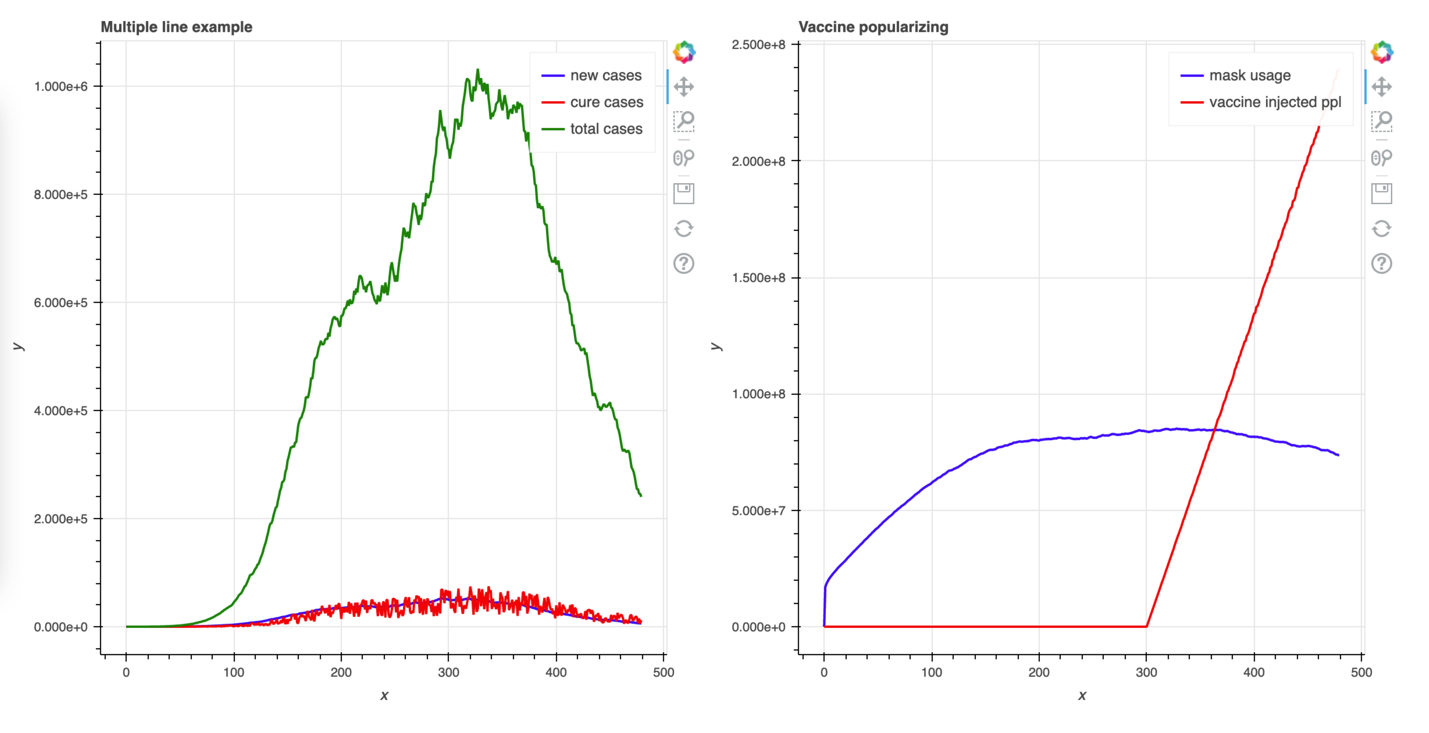 Multiple line example
new cases
cure cases
total cases
1.000e+6
8.000e+5
6.000e+5
4.000e+5
2.000e+5
0.000e+0
y
0 100 200 300 400 500
x
Vaccine popularizing
mask usage
vaccine injected ppl
2.500e+8
2.000e+8
1.500e+8
1.000e+8
5.000e+7
0.000e+0
y
0 100 200 300 400 500
x